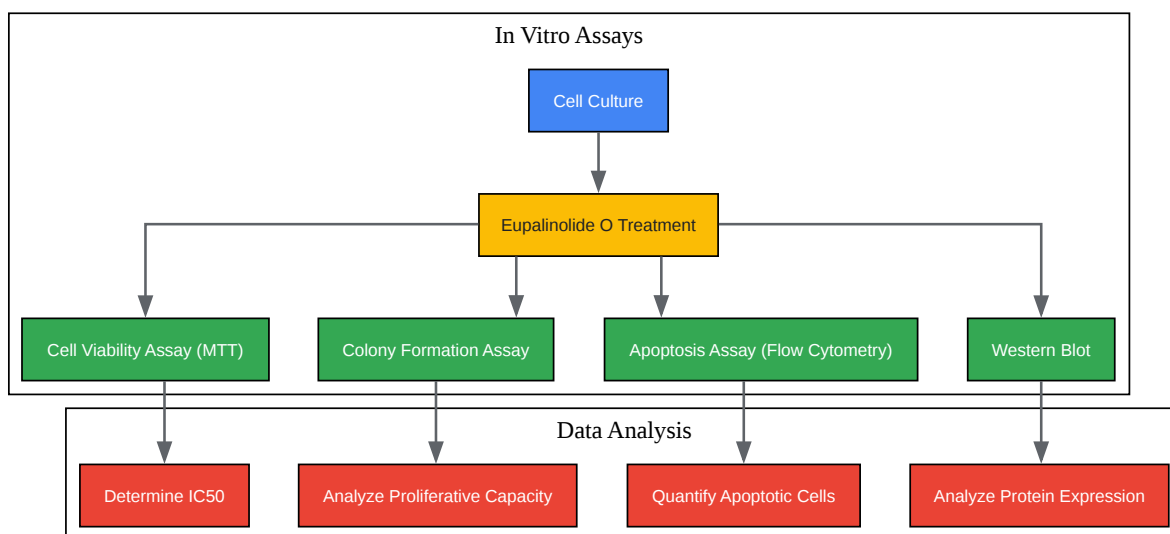 In Vitro Assays
Cell Culture
Eupalinolide O Treatment
Cell Viability Assay (MTT)
Colony Formation Assay
Apoptosis Assay (Flow Cytometry)
Western Blot
Data Analysis
Determine IC50
Analyze Proliferative Capacity
Quantify Apoptotic Cells
Analyze Protein Expression